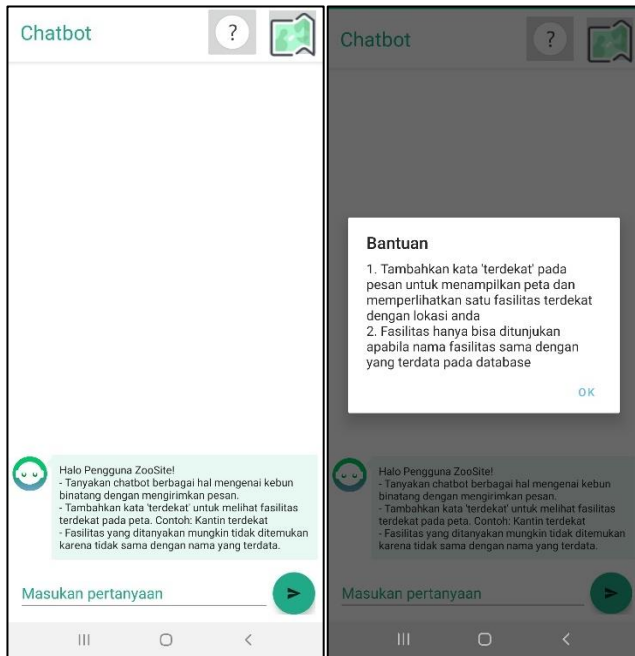 Chatbot
?
Halo Pengguna ZooSite!
- Tanyakan chatbot berbagai hal mengenai kebun
binatang dengan mengirimkan pesan.
- Tambahkan kata 'terdekat' untuk melihat fasilitas
terdekat pada peta. Contoh: Kantin terdekat
- Fasilitas yang ditanyakan mungkin tidak ditemukan
karena tidak sama dengan nama yang terdata.
Masukan pertanyaan
Chatbot
?
Bantuan
1. Tambahkan kata 'terdekat' pada
pesan untuk menampilkan peta dan
memperlihatkan satu fasilitas terdekat
dengan lokasi anda
2. Fasilitas hanya bisa ditunjukan
apabila nama fasilitas sama dengan
yang terdata pada database
OK
Halo Pengguna ZooSite!
- Tanyakan chatbot berbagai hal mengenai kebun
binatang dengan mengirimkan pesan.
- Tambahkan kata 'terdekat' untuk melihat fasilitas
terdekat pada peta. Contoh: Kantin terdekat
- Fasilitas yang ditanyakan mungkin tidak ditemukan
karena tidak sama dengan nama yang terdata.
Masukan pertanyaan